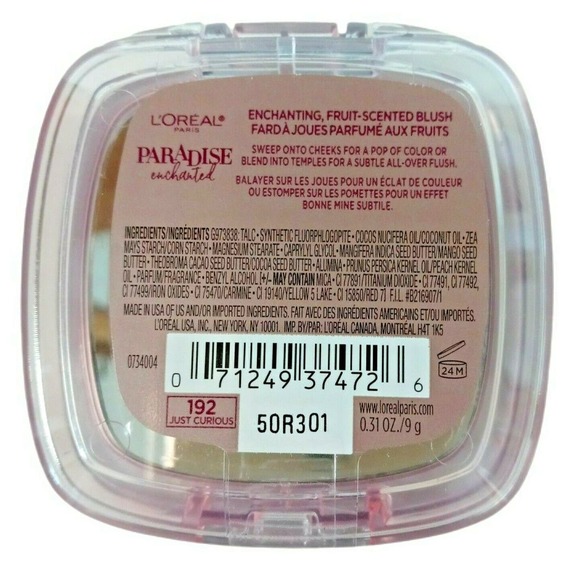 L'ORÉAL
PARIS
PARADISE
enchanted
ENCHANTING, FRUIT-SCENTED BLUSH
FARD À JOUES PARFUMÉ AUX FRUITS
SWEEP ONTO CHEEKS FOR A POP OF COLOR OR
BLEND INTO TEMPLES FOR A SUBTLE ALL-OVER FLUSH.
BALAYER SUR LES JOUES POUR UN ÉCLAT DE COULEUR
OU ESTOMPER SUR LES POMETTES POUR UN EFFET
BONNE MINE SUBTILE.
INGREDIENTS/INGRÉDIENTS G973838: TALC • SYNTHETIC FLUORPHLOGOPITE • COCOS NUCIFERA OIL/COCONUT OIL • ZEA
MAYS STARCH/CORN STARCH • MAGNESIUM STEARATE • CAPRYLYL GLYCOL • MANGIFERA INDICA SEED BUTTER/MANGO SEED
BUTTER • THEOBROMA CACAO SEED BUTTER/COCOA SEED BUTTER • ALUMINA • PRUNUS PERSICA KERNEL OIL/PEACH KERNEL
OIL • PARFUM/FRAGRANCE • BENZYL ALCOHOL [+/- MAY CONTAIN MICA • CI 77891/TITANIUM DIOXIDE • CI 77491, CI 77492,
CI 77499/IRON OXIDES • CI 75470/CARMINE • CI 19140/YELLOW 5 LAKE • CI 15850/RED 7] F.I.L. #B216907/1
MADE IN USA OF US AND/OR IMPORTED INGREDIENTS. FAIT AVEC DES INGRÉDIENTS AMÉRICAINS ET/OU IMPORTÉS.
L'ORÉAL USA, INC., NEW YORK, NY 10001. IMP. BY/PAR: L'ORÉAL CANADA, MONTRÉAL H4T 1K5
0734004
0 71249 37472 6
24 M
192
JUST CURIOUS
50R301
www.lorealparis.com
0.31 OZ./9 g